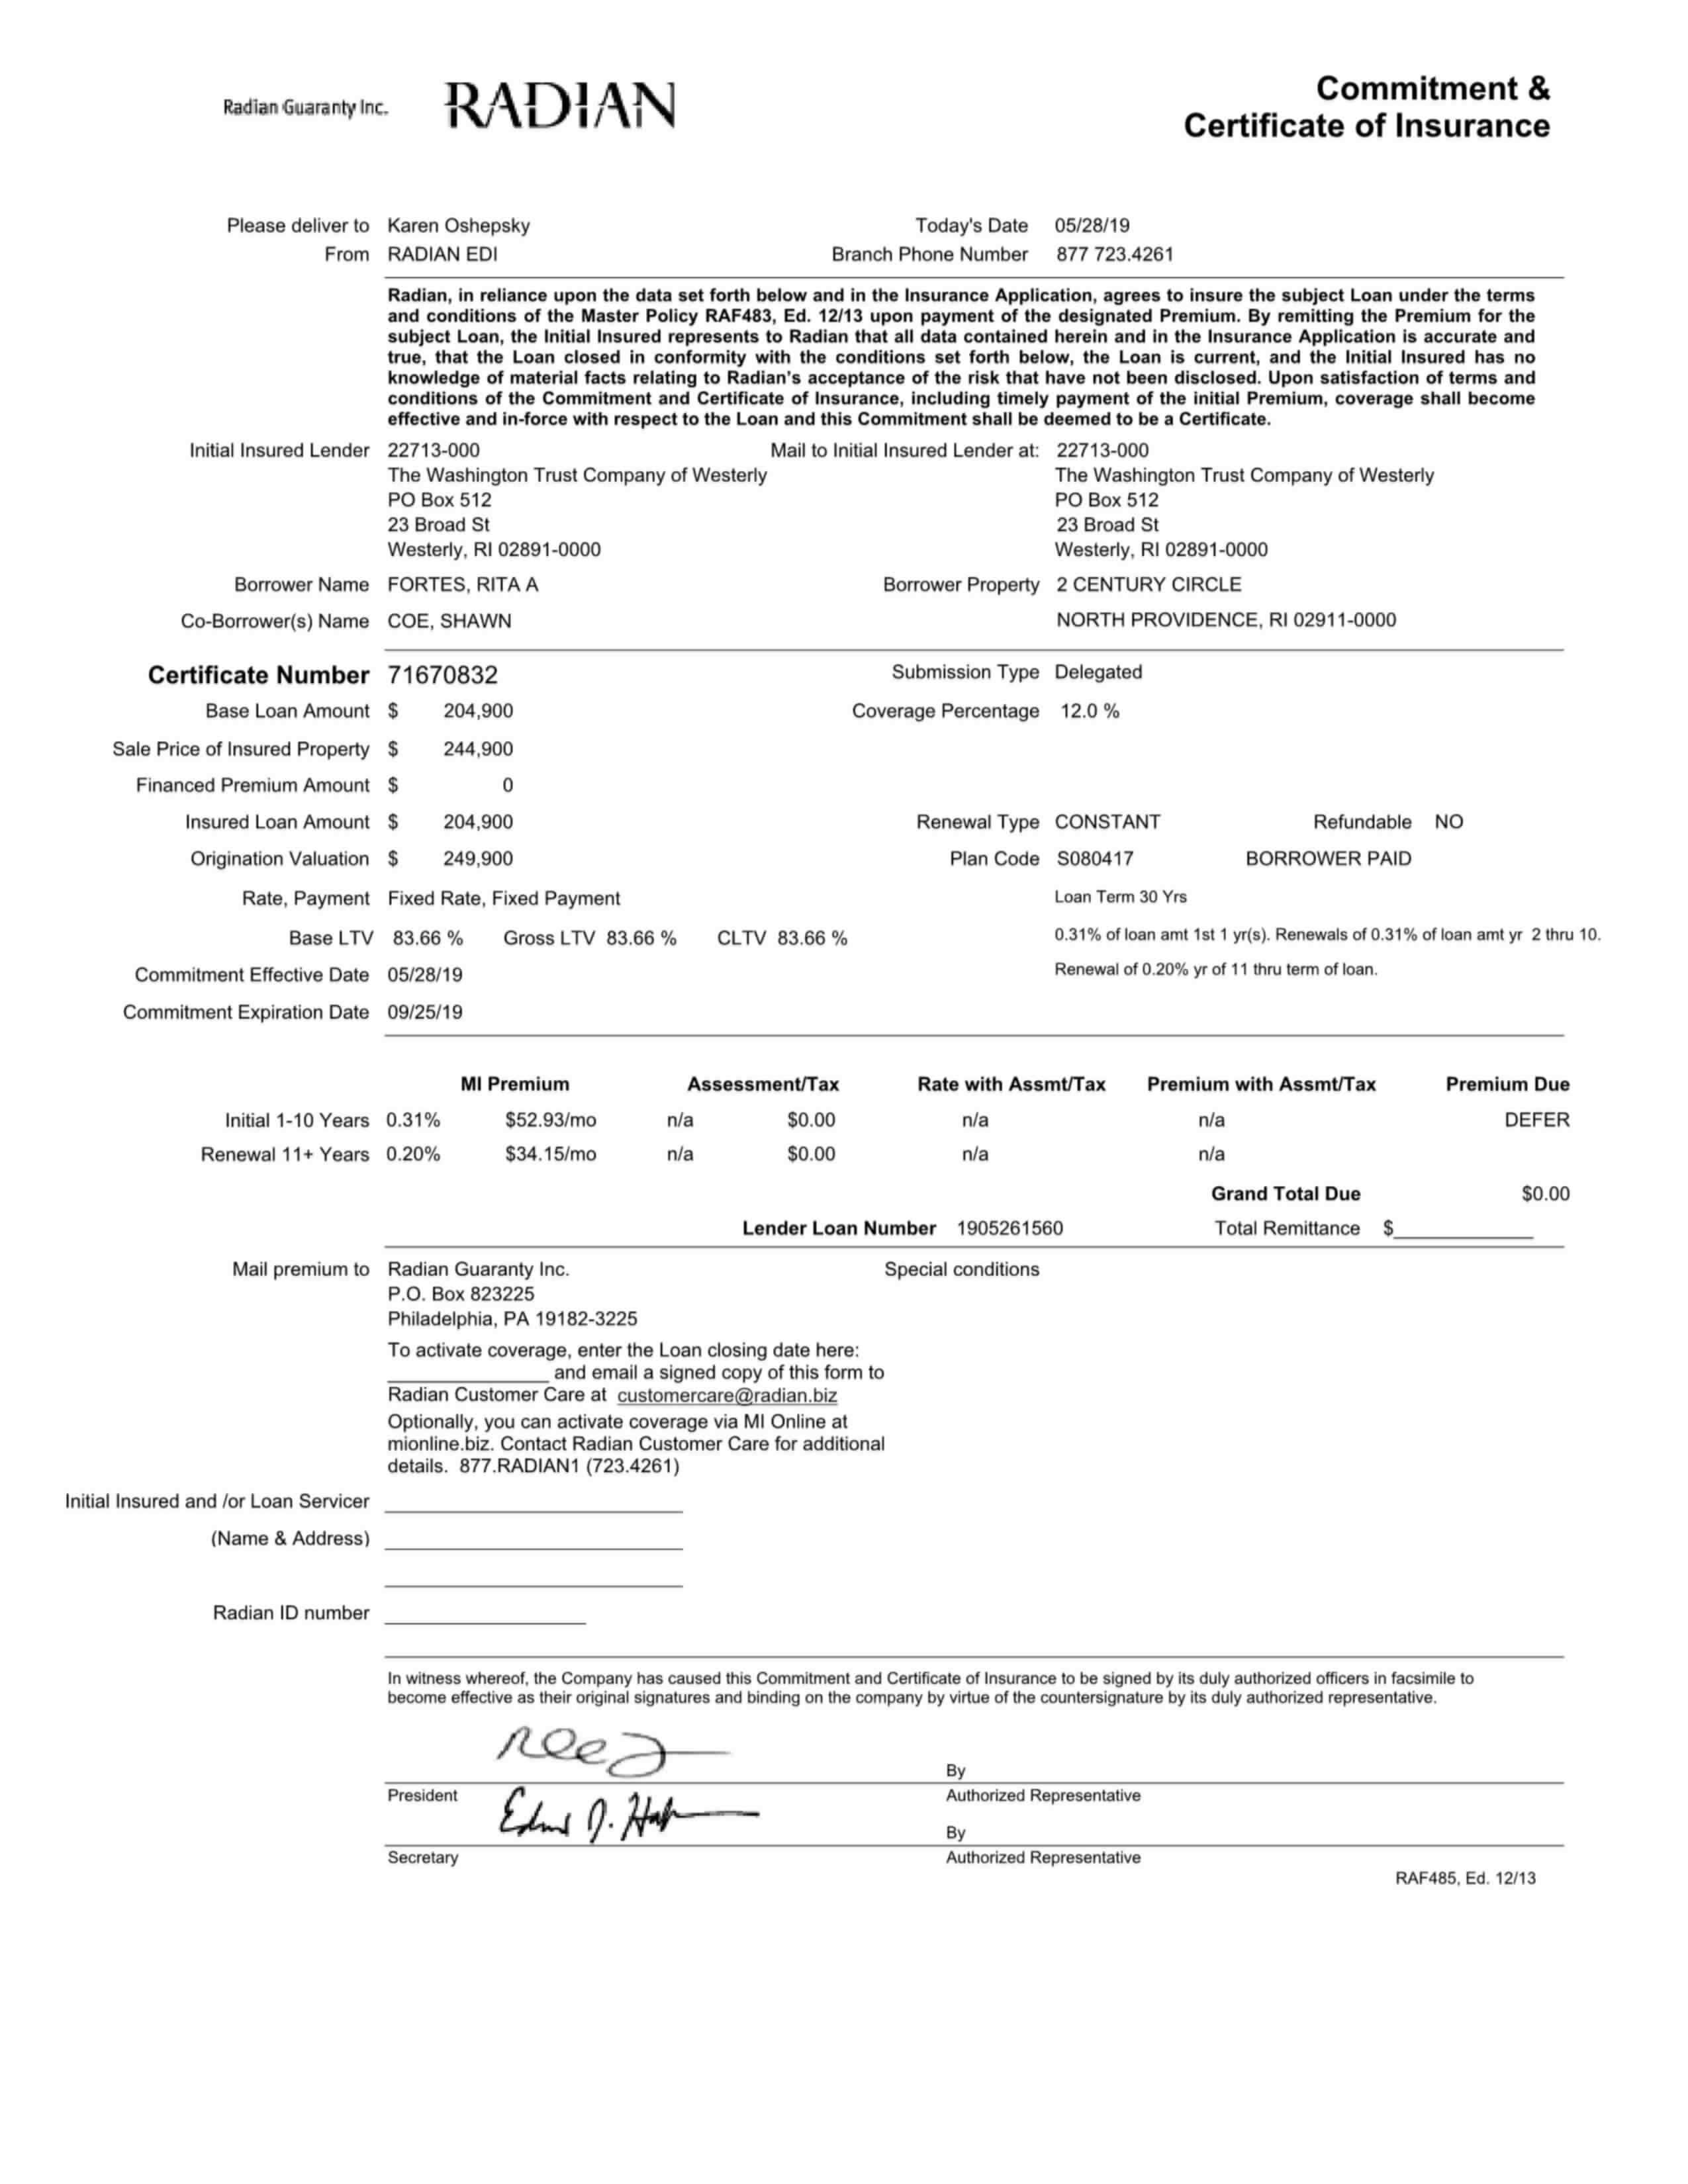 Radian Guaranty Inc. RADIAN
Commitment &
Certificate of Insurance
Please deliver to Karen Oshepsky Today's Date 05/28/19
From RADIAN EDI Branch Phone Number 877 723.4261
Radian, in reliance upon the data set forth below and in the Insurance Application, agrees to insure the subject Loan under the terms
and conditions of the Master Policy RAF483, Ed. 12/13 upon payment of the designated Premium. By remitting the Premium for the
subject Loan, the Initial Insured represents to Radian that all data contained herein and in the Insurance Application is accurate and
true, that the Loan closed in conformity with the conditions set forth below, the Loan is current, and the Initial Insured has no
knowledge of material facts relating to Radian's acceptance of the risk that have not been disclosed. Upon satisfaction of terms and
conditions of the Commitment and Certificate of Insurance, including timely payment of the initial Premium, coverage shall become
effective and in-force with respect to the Loan and this Commitment shall be deemed to be a Certificate.
Initial Insured Lender 22713-000 Mail to Initial Insured Lender at: 22713-000
The Washington Trust Company of Westerly The Washington Trust Company of Westerly
PO Box 512 PO Box 512
23 Broad St 23 Broad St
Westerly, RI 02891-0000 Westerly, RI 02891-0000
Borrower Name FORTES, RITA A Borrower Property 2 CENTURY CIRCLE
Co-Borrower(s) Name COE, SHAWN NORTH PROVIDENCE, RI 02911-0000
Certificate Number 71670832 Submission Type Delegated
Base Loan Amount $ 204,900 Coverage Percentage 12.0 %
Sale Price of Insured Property $ 244,900
Financed Premium Amount $ 0
Insured Loan Amount $ 204,900 Renewal Type CONSTANT Refundable NO
Origination Valuation $ 249,900 Plan Code S080417 BORROWER PAID
Rate, Payment Fixed Rate, Fixed Payment Loan Term 30 Yrs
Base LTV 83.66 % Gross LTV 83.66 % CLTV 83.66 % 0.31% of loan amt 1st 1 yr(s). Renewals of 0.31% of loan amt yr 2 thru 10.
Commitment Effective Date 05/28/19 Renewal of 0.20% yr of 11 thru term of loan.
Commitment Expiration Date 09/25/19
MI Premium Assessment/Tax Rate with Assmt/Tax Premium with Assmt/Tax Premium Due
Initial 1-10 Years 0.31% $52.93/mo n/a $0.00 n/a n/a DEFER
Renewal 11+ Years 0.20% $34.15/mo n/a $0.00 n/a n/a
Grand Total Due $0.00
Lender Loan Number 1905261560 Total Remittance $
Mail premium to Radian Guaranty Inc. Special conditions
P.O. Box 823225
Philadelphia, PA 19182-3225
To activate coverage, enter the Loan closing date here:
and email a signed copy of this form to
Radian Customer Care at customercare@radian.biz
Optionally, you can activate coverage via MI Online at
mionline.biz. Contact Radian Customer Care for additional
details. 877.RADIAN1 (723.4261)
Initial Insured and /or Loan Servicer
(Name & Address)
Radian ID number
In witness whereof, the Company has caused this Commitment and Certificate of Insurance to be signed by its duly authorized officers in facsimile to
become effective as their original signatures and binding on the company by virtue of the countersignature by its duly authorized representative.
By
President Authorized Representative
By
Secretary Authorized Representative
RAF485, Ed. 12/13